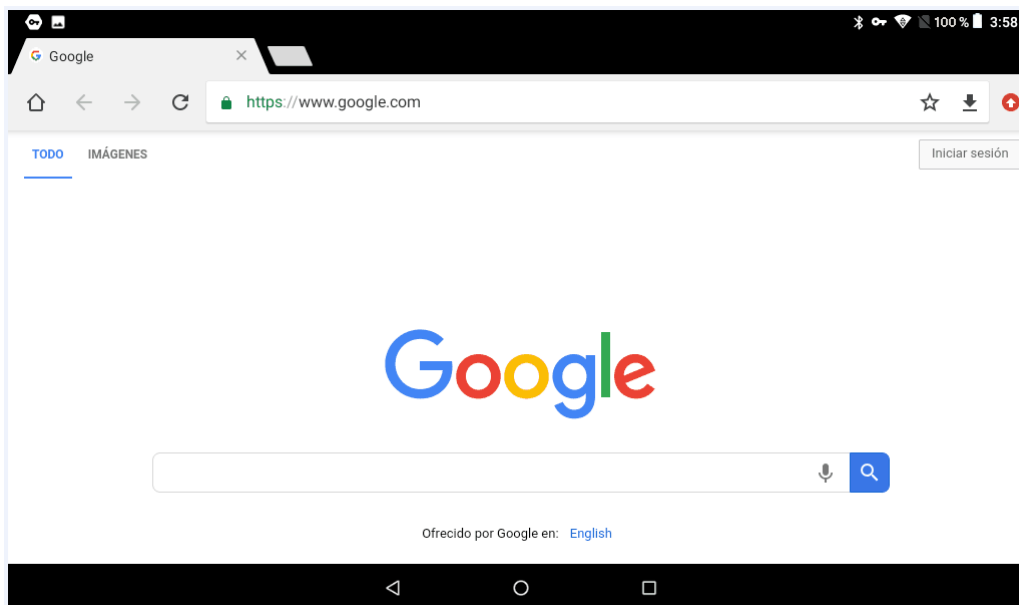 100 % 3:58
Google
https://www.google.com
TODO IMÁGENES Iniciar sesión
Google
Ofrecido por Google en: English